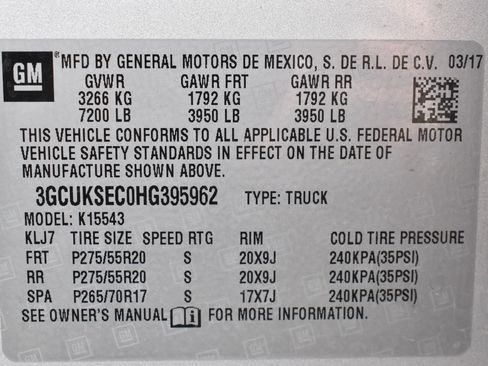 GM
®MFD BY GENERAL MOTORS DE MEXICO, S. DE R.L. DE C.V. 03/17
GVWR GAWR FRT GAWR RR
3266 KG 1792 KG 1792 KG
7200 LB 3950 LB 3950 LB
THIS VEHICLE CONFORMS TO ALL APPLICABLE U.S. FEDERAL MOTOR
VEHICLE SAFETY STANDARDS IN EFFECT ON THE DATE OF
MANUFACTURE SHOWN ABOVE.
3GCUKSEC0HG395962 TYPE: TRUCK
MODEL: K15543
KLJ7 TIRE SIZE SPEED RTG RIM COLD TIRE PRESSURE
FRT P275/55R20 S 20X9J 240KPA(35PSI)
RR P275/55R20 S 20X9J 240KPA(35PSI)
SPA P265/70R17 S 17X7J 240KPA(35PSI)
SEE OWNER'S MANUAL i FOR MORE INFORMATION.